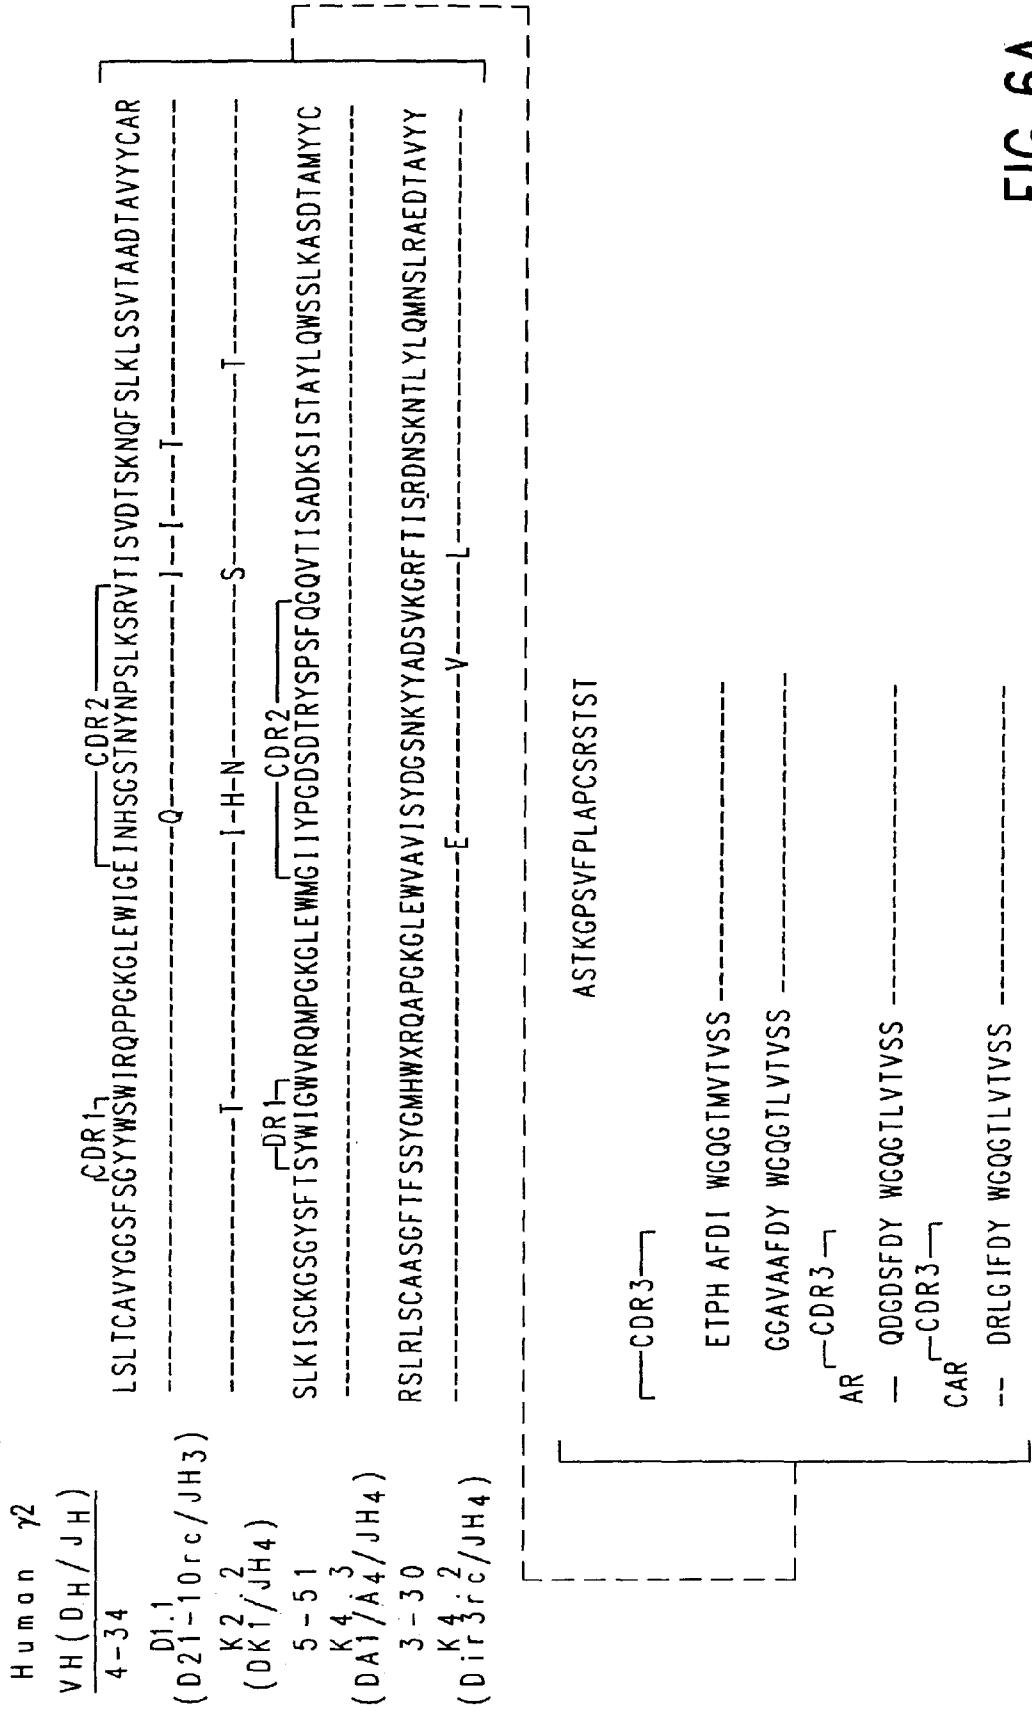 Human γ2
VH(DH/JH)
CDR1 CDR2
4-34 LSLTCAVYGGSFSGYYWSWIRQPPGKGLEWIGEINHSGSTNYNPSLKSRVTISVDTSKNQFSLKLSSVTAADTAVYYCAR
D1.1 (D21-10rc/JH3) ---Q---I--I---T---
K2.2 (DK1/JH4) ---T---I-H-N---S---T---
DR1 CDR2
5-51 SLKISCKGSGYSFTSYWIGWVRQMPGKGLEWMGIIYPGDSDTRYSPSFQGQVTISADKSISTAYLQWSSLKASDTAMYYC
K4.3 (DA1/A4/JH4) ------
3-30 RSLRLSCAASGFTFSSYGMHWXRQAPGKGLEWVAVISYDGSNKYYADSVKGRFTISRDNSKNTLYLQMNSLRAEDTAVYY
K4.2 (Dir3rc/JH4) ---E---V---L---
ASTKGPSVFPLAPCSRSTST
CDR3
ETPH AFDI WGQGTMVTVSS------
GGAVAAFDY WGQGTLVTVSS------
AR CDR3
— QDGDSFDY WGQGTLVTVSS------
CAR CDR3
-- DRLGIFDY WGQGTLVTVSS------
FIG. 6A